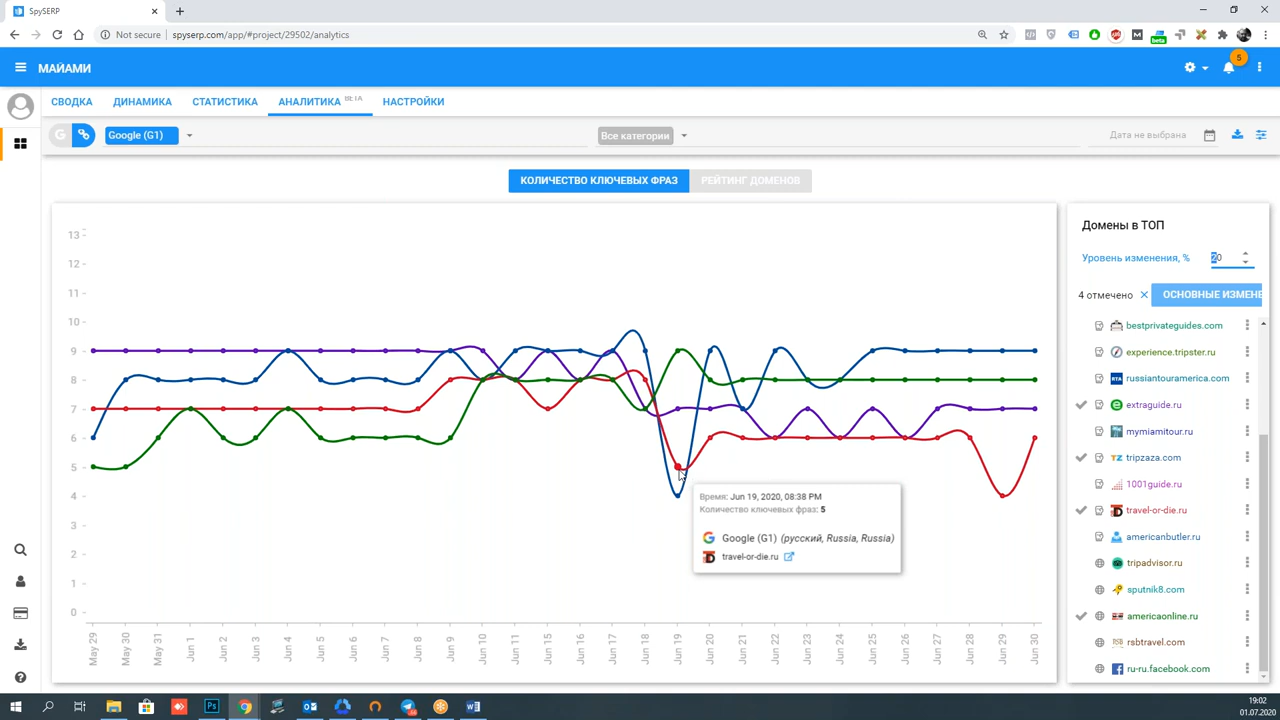 SpySERP
Not secure
spyserp.com/app/#project/29502/analytics
beta
МАЙАМИ
5
СВОДКА
ДИНАМИКА
СТАТИСТИКА
АНАЛИТИКА BETA
НАСТРОЙКИ
G
Google (G1)
Все категории
Дата не выбрана
КОЛИЧЕСТВО КЛЮЧЕВЫХ ФРАЗ
РЕЙТИНГ ДОМЕНОВ
13
12
11
10
9
8
7
6
5
4
3
2
1
0
May 29
May 30
May 31
Jun 1
Jun 2
Jun 3
Jun 4
Jun 5
Jun 6
Jun 7
Jun 8
Jun 9
Jun 10
Jun 11
Jun 12
Jun 15
Jun 16
Jun 17
Jun 18
Jun 19
Jun 20
Jun 21
Jun 22
Jun 23
Jun 24
Jun 25
Jun 26
Jun 27
Jun 28
Jun 29
Jun 30
Время: Jun 19, 2020, 08:38 PM
Количество ключевых фраз: 5
Google (G1) (русский, Russia, Russia)
travel-or-die.ru
Домены в ТОП
Уровень изменения, % 20
4 отмечено
ОСНОВНЫЕ ИЗМЕНЕ
bestprivateguides.com
experience.tripster.ru
RTA russiantouramerica.com
extraguide.ru
mymiamitour.ru
TZ tripzaza.com
1001guide.ru
travel-or-die.ru
americanbutler.ru
tripadvisor.ru
sputnik8.com
americaonline.ru
RSB rsbtravel.com
ru-ru.facebook.com
19:02
01.07.2020